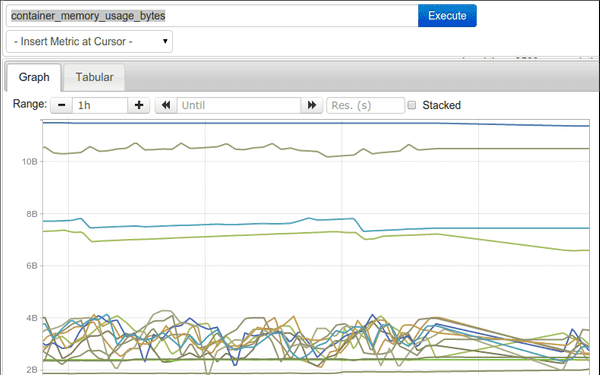 container_memory_usage_bytes Execute
- Insert Metric at Cursor -
Graph Tabular
Range: 1h Until Res. (s) Stacked
10B
8B
6B
4B
2B